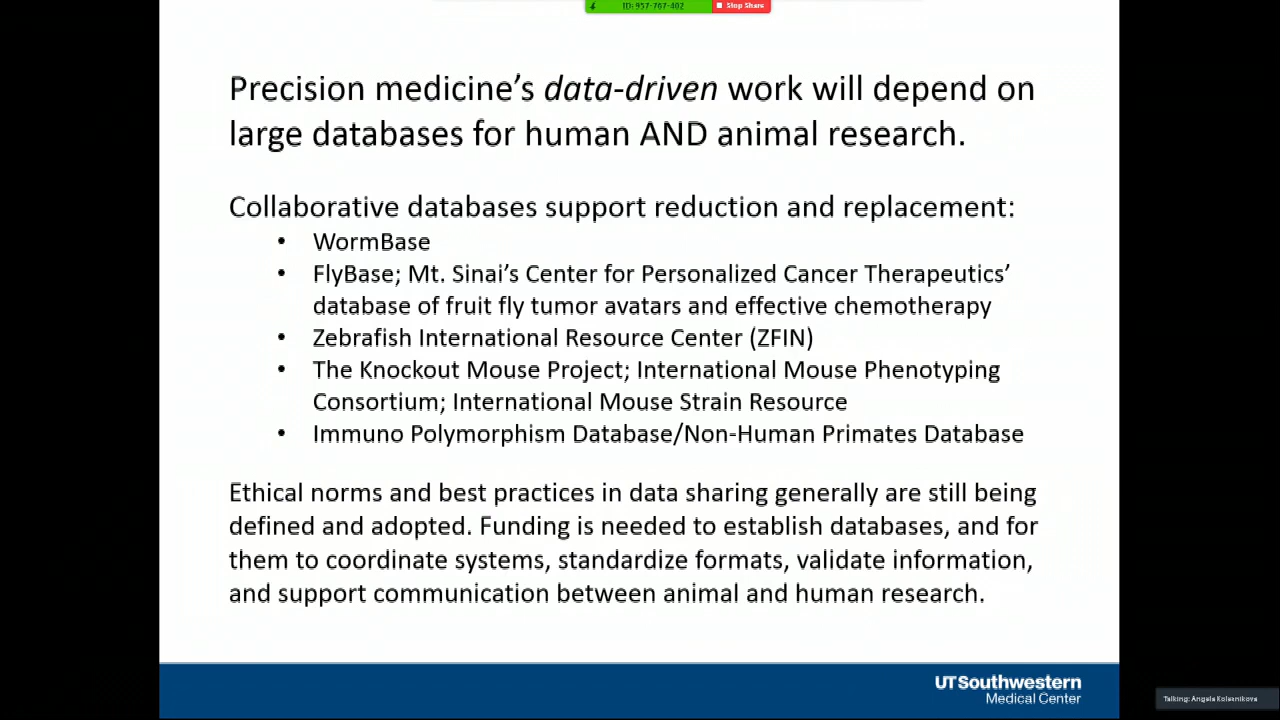 ID: 957-767-402
Stop Share
Precision medicine’s data-driven work will depend on
large databases for human AND animal research.
Collaborative databases support reduction and replacement:
• WormBase
• FlyBase; Mt. Sinai’s Center for Personalized Cancer Therapeutics’
database of fruit fly tumor avatars and effective chemotherapy
• Zebrafish International Resource Center (ZFIN)
• The Knockout Mouse Project; International Mouse Phenotyping
Consortium; International Mouse Strain Resource
• Immuno Polymorphism Database/Non-Human Primates Database
Ethical norms and best practices in data sharing generally are still being
defined and adopted. Funding is needed to establish databases, and for
them to coordinate systems, standardize formats, validate information,
and support communication between animal and human research.
UTSouthwestern
Medical Center
Talking: Angela Kolesnikova